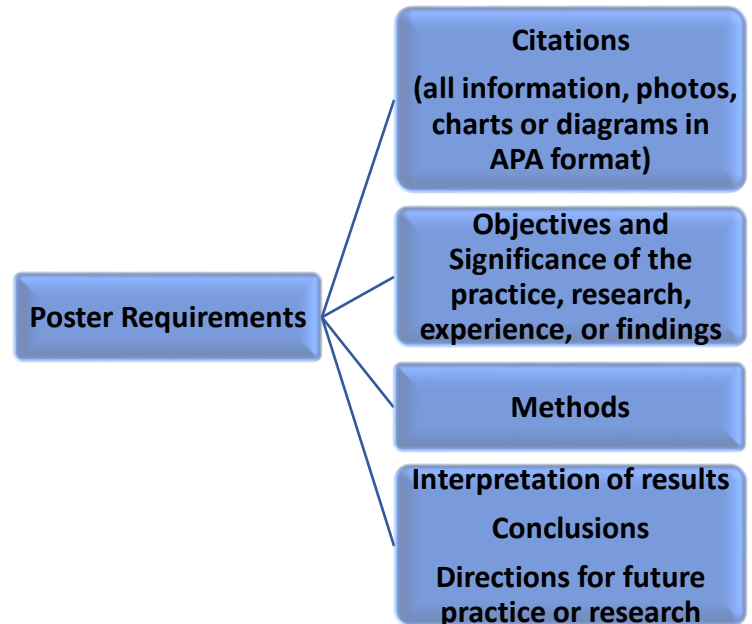 Poster Requirements
Citations
(all information, photos,
charts or diagrams in
APA format)
Objectives and
Significance of the
practice, research,
experience, or findings
Methods
Interpretation of results
Conclusions
Directions for future
practice or research